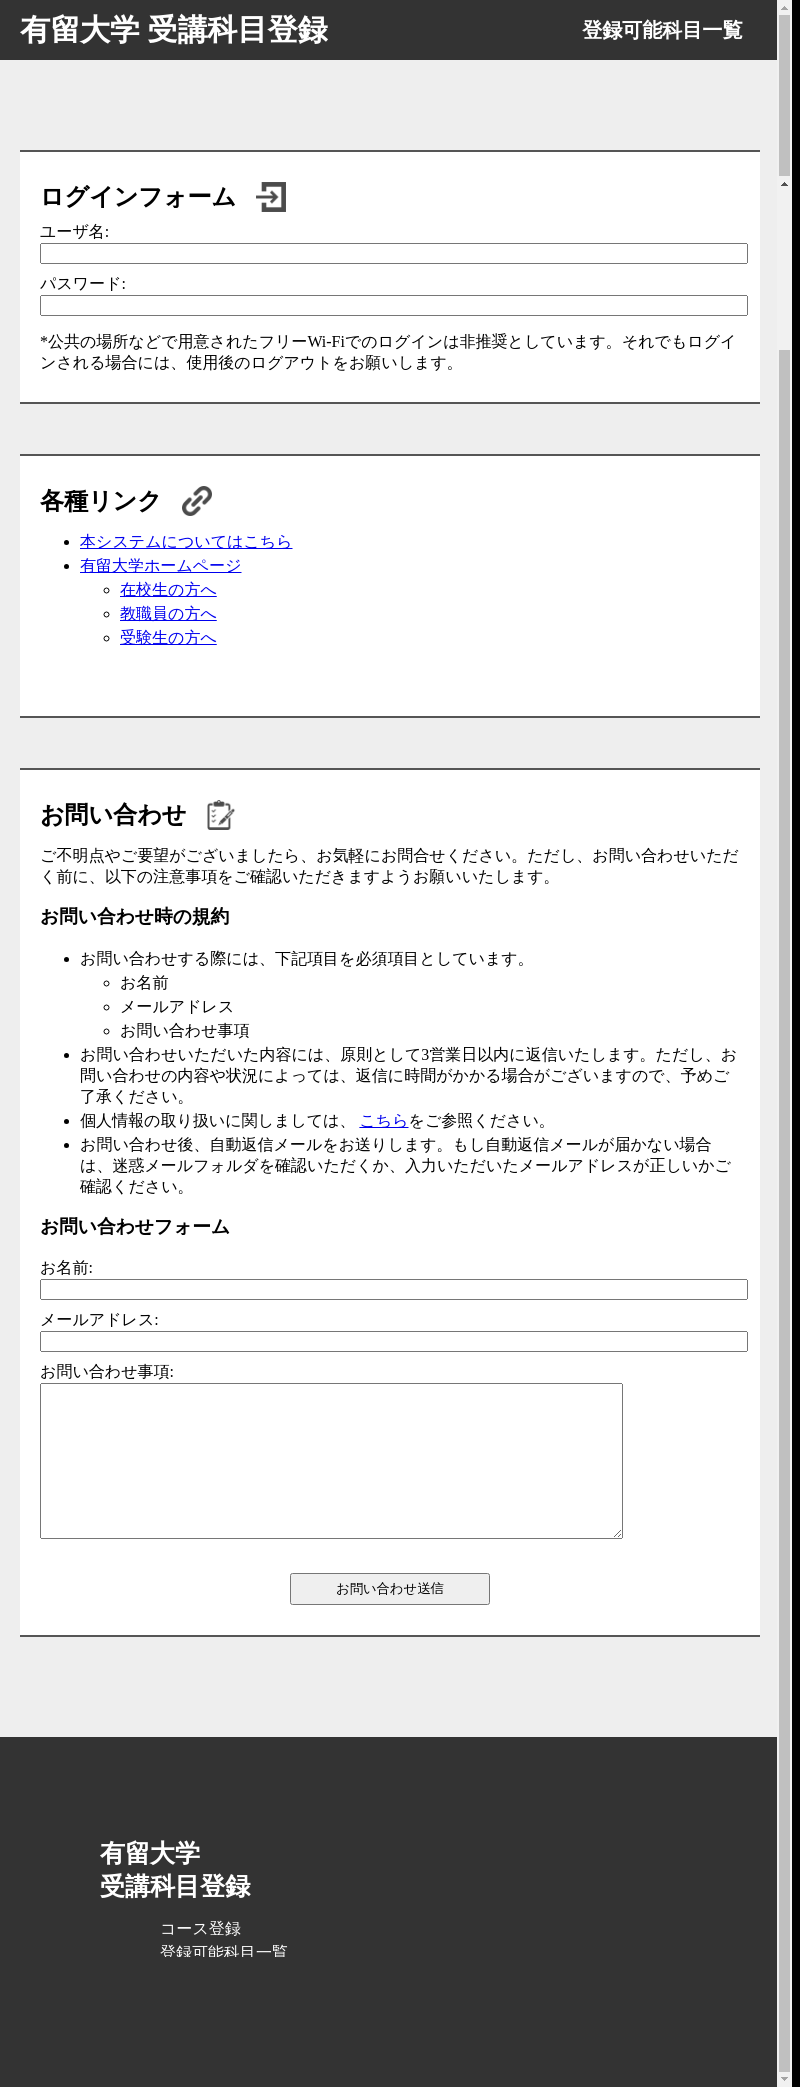 有留大学 受講科目登録
登録可能科目一覧
ログインフォーム
ユーザ名:
パスワード:
*公共の場所などで用意されたフリーWi-Fiでのログインは非推奨としています。それでもログイ
ンされる場合には、使用後のログアウトをお願いします。
各種リンク
本システムについてはこちら
有留大学ホームページ
在校生の方へ
教職員の方へ
受験生の方へ
お問い合わせ
ご不明点やご要望がございましたら、お気軽にお問合せください。ただし、お問い合わせいただ
く前に、以下の注意事項をご確認いただきますようお願いいたします。
お問い合わせ時の規約
お問い合わせする際には、下記項目を必須項目としています。
お名前
メールアドレス
お問い合わせ事項
お問い合わせいただいた内容には、原則として3営業日以内に返信いたします。ただし、お
問い合わせの内容や状況によっては、返信に時間がかかる場合がございますので、予めご
了承ください。
個人情報の取り扱いに関しましては、 こちらをご参照ください。
お問い合わせ後、自動返信メールをお送りします。もし自動返信メールが届かない場合
は、迷惑メールフォルダを確認いただくか、入力いただいたメールアドレスが正しいかご
確認ください。
お問い合わせフォーム
お名前:
メールアドレス:
お問い合わせ事項:
お問い合わせ送信
有留大学
受講科目登録
コース登録
登録可能科目一覧